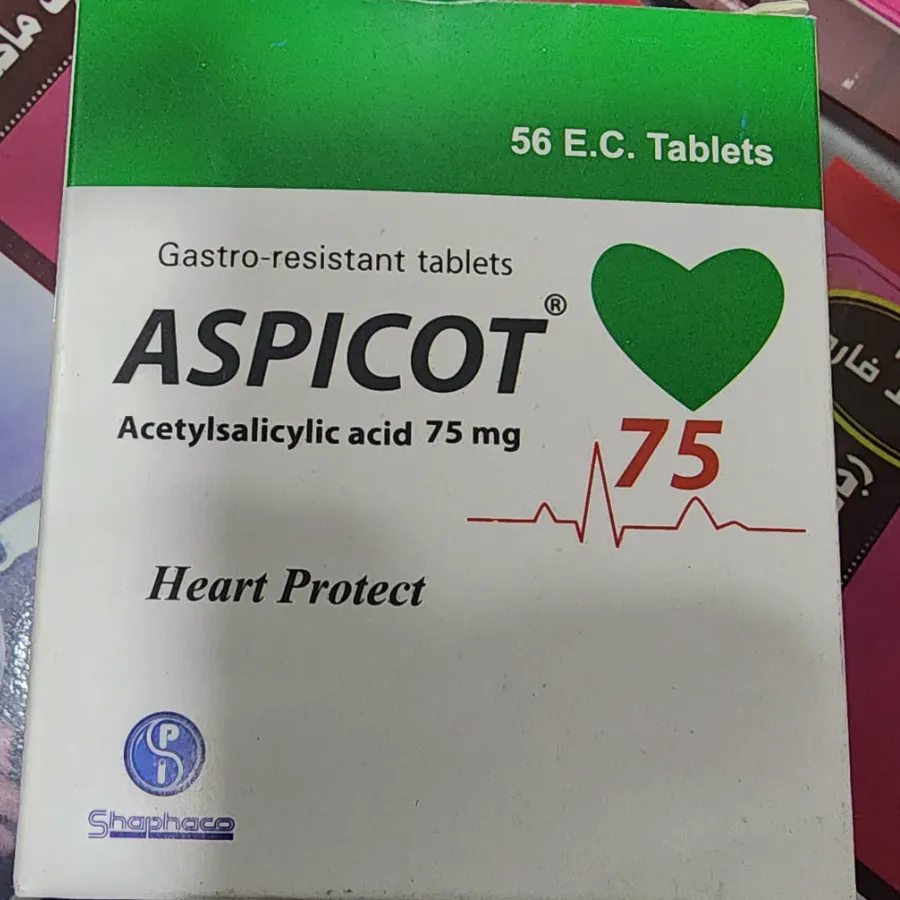 56 E.C. Tablets
Gastro-resistant tablets
ASPICOT®
Acetylsalicylic acid 75 mg
75
Heart Protect
Shaphaco